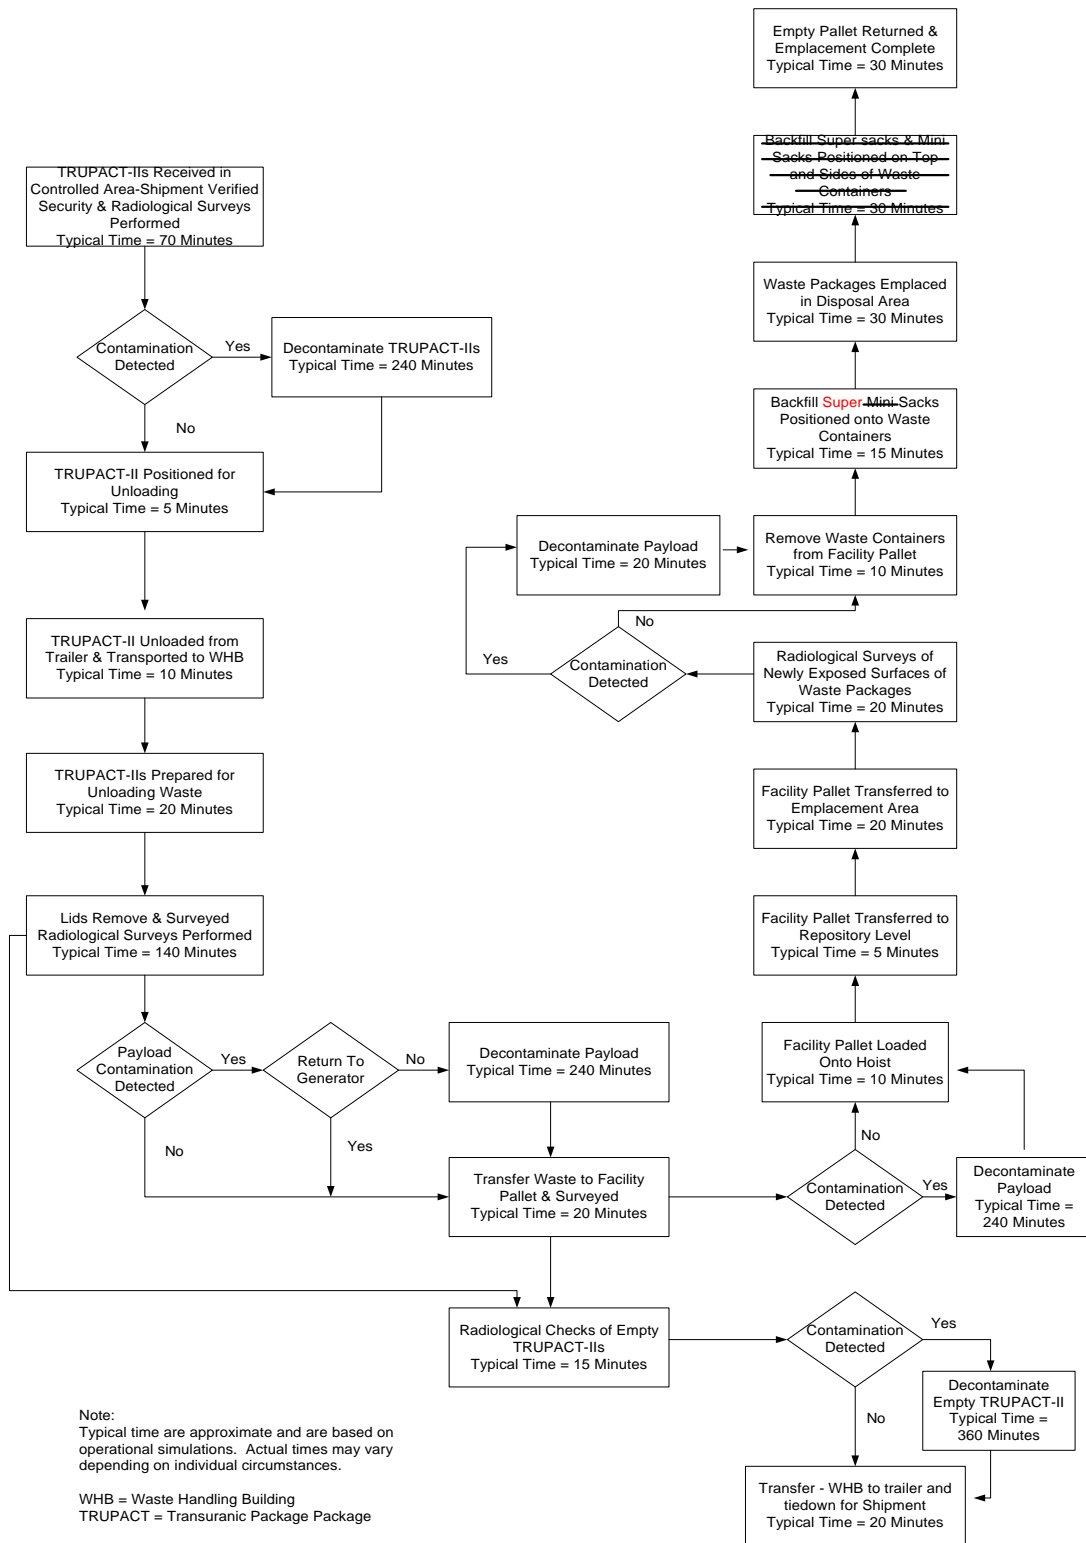 TRUPACT-IIs Received in
Controlled Area-Shipment Verified
Security & Radiological Surveys
Performed
Typical Time = 70 Minutes
Contamination
Detected
Yes
Decontaminate TRUPACT-IIs
Typical Time = 240 Minutes
No
TRUPACT-II Positioned for
Unloading
Typical Time = 5 Minutes
TRUPACT-II Unloaded from
Trailer & Transported to WHB
Typical Time = 10 Minutes
TRUPACT-IIs Prepared for
Unloading Waste
Typical Time = 20 Minutes
Lids Remove & Surveyed
Radiological Surveys Performed
Typical Time = 140 Minutes
Payload
Contamination
Detected
Yes
Return To
Generator
No
Decontaminate Payload
Typical Time = 240 Minutes
No
Yes
Transfer Waste to Facility
Pallet & Surveyed
Typical Time = 20 Minutes
Contamination
Detected
Yes
Decontaminate
Payload
Typical Time =
240 Minutes
No
Facility Pallet Loaded
Onto Hoist
Typical Time = 10 Minutes
Facility Pallet Transferred to
Repository Level
Typical Time = 5 Minutes
Facility Pallet Transferred to
Emplacement Area
Typical Time = 20 Minutes
Radiological Surveys of
Newly Exposed Surfaces of
Waste Packages
Typical Time = 20 Minutes
Contamination
Detected
Yes
No
Decontaminate Payload
Typical Time = 20 Minutes
Remove Waste Containers
from Facility Pallet
Typical Time = 10 Minutes
Backfill Super Mini Sacks
Positioned onto Waste
Containers
Typical Time = 15 Minutes
Waste Packages Emplaced
in Disposal Area
Typical Time = 30 Minutes
Backfill Super sacks & Mini
Sacks Positioned on Top
and Sides of Waste
Containers
Typical Time = 30 Minutes
Empty Pallet Returned &
Emplacement Complete
Typical Time = 30 Minutes
Radiological Checks of Empty
TRUPACT-IIs
Typical Time = 15 Minutes
Contamination
Detected
Yes
Decontaminate
Empty TRUPACT-II
Typical Time =
360 Minutes
No
Transfer - WHB to trailer and
tiedown for Shipment
Typical Time = 20 Minutes
Note:
Typical time are approximate and are based on
operational simulations.  Actual times may vary
depending on individual circumstances.
WHB = Waste Handling Building
TRUPACT = Transuranic Package Package